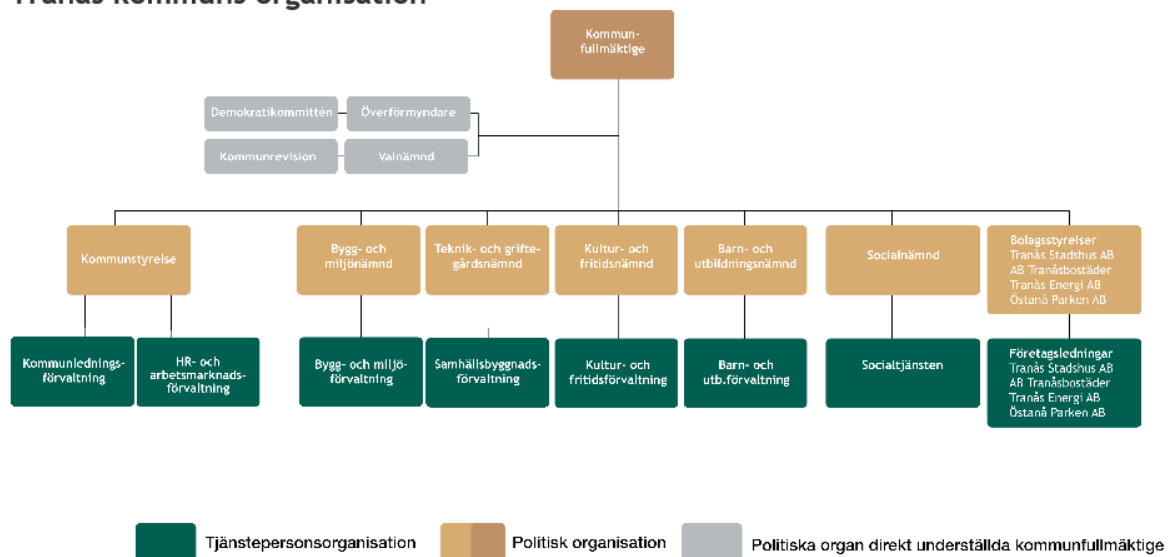 Tranås kommuns organisation
Kommun-
fullmäktige
Demokratikommittén
Överförmyndare
Kommunrevision
Valnämnd
Kommunstyrelse
Bygg- och
miljönämnd
Teknik- och grifte-
gårdsnämnd
Kultur- och
fritidsnämnd
Barn- och
utbildningsnämnd
Socialnämnd
Bolagsstyrelser
Tranås Stadshus AB
AB Tranåsbostäder
Tranås Energi AB
Östanå Parken AB
Kommunlednings-
förvaltning
HR- och
arbetsmarknads-
förvaltning
Bygg- och miljö-
förvaltning
Samhällsbyggnads-
förvaltning
Kultur- och
fritidsförvaltning
Barn- och
utb.förvaltning
Socialtjänsten
Företagsledningar
Tranås Stadshus AB
AB Tranåsbostäder
Tranås Energi AB
Östanå Parken AB
Tjänstepersonsorganisation
Politisk organisation
Politiska organ direkt underställda kommunfullmäktige